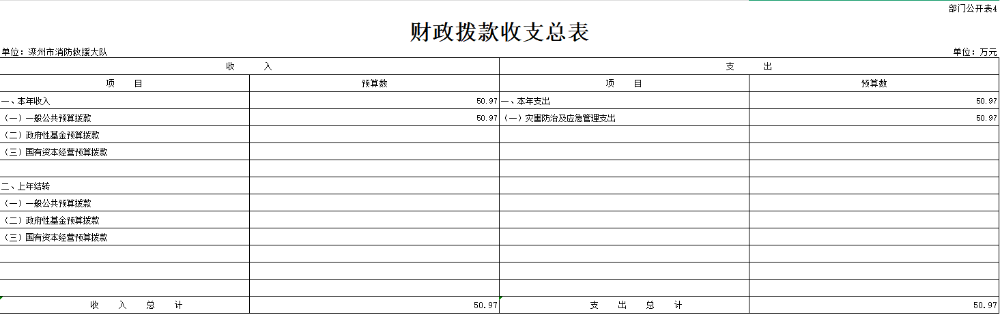 部门公开表4
财政拨款收支总表
单位：滦州市消防救援大队 单位：万元
收 入 支 出
项 目 预算数 项 目 预算数
一、本年收入 50.97 一、本年支出 50.97
（一）一般公共预算拨款 50.97 （一）灾害防治及应急管理支出 50.97
（二）政府性基金预算拨款
（三）国有资本经营预算拨款
二、上年结转
（一）一般公共预算拨款
（二）政府性基金预算拨款
（三）国有资本经营预算拨款
收 入 总 计 50.97 支 出 总 计 50.97